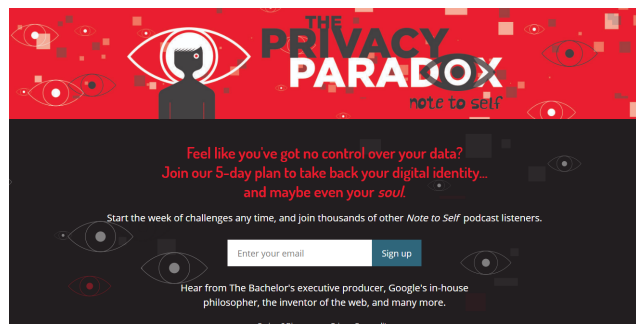 THE
PRIVACY
PARADOX
note to self
Feel like you've got no control over your data?
Join our 5-day plan to take back your digital identity...
and maybe even your soul.
Start the week of challenges any time, and join thousands of other Note to Self podcast listeners.
Enter your email
Sign up
Hear from The Bachelor's executive producer, Google's in-house
philosopher, the inventor of the web, and many more.